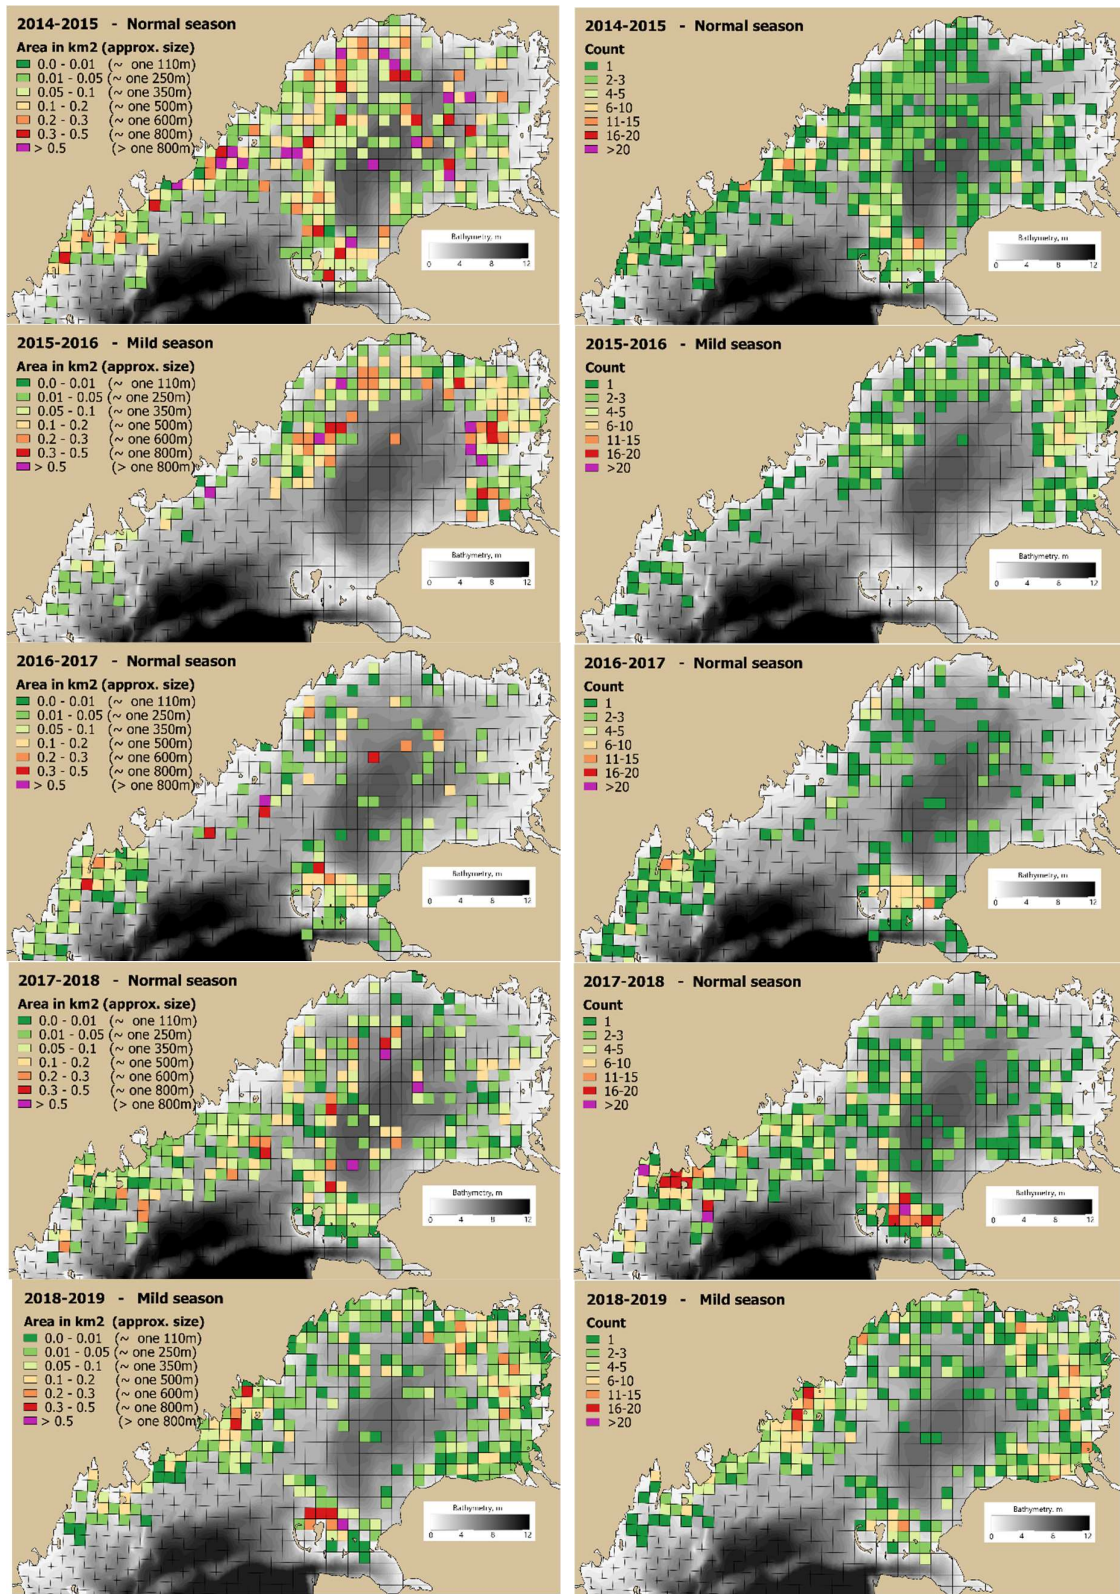 2014-2015 - Normal season
Area in km2 (approx. size)
0.0 - 0.01 (~ one 110m)
0.01 - 0.05 (~ one 250m)
0.05 - 0.1 (~ one 350m)
0.1 - 0.2 (~ one 500m)
0.2 - 0.3 (~ one 600m)
0.3 - 0.5 (~ one 800m)
> 0.5 (> one 800m)
Bathymetry, m
0 4 8 12
2014-2015 - Normal season
Count
1
2-3
4-5
6-10
11-15
16-20
>20
Bathymetry, m
0 4 8 12
2015-2016 - Mild season
Area in km2 (approx. size)
0.0 - 0.01 (~ one 110m)
0.01 - 0.05 (~ one 250m)
0.05 - 0.1 (~ one 350m)
0.1 - 0.2 (~ one 500m)
0.2 - 0.3 (~ one 600m)
0.3 - 0.5 (~ one 800m)
> 0.5 (> one 800m)
Bathymetry, m
0 4 8 12
2015-2016 - Mild season
Count
1
2-3
4-5
6-10
11-15
16-20
>20
Bathymetry, m
0 4 8 12
2016-2017 - Normal season
Area in km2 (approx. size)
0.0 - 0.01 (~ one 110m)
0.01 - 0.05 (~ one 250m)
0.05 - 0.1 (~ one 350m)
0.1 - 0.2 (~ one 500m)
0.2 - 0.3 (~ one 600m)
0.3 - 0.5 (~ one 800m)
> 0.5 (> one 800m)
Bathymetry, m
0 4 8 12
2016-2017 - Normal season
Count
1
2-3
4-5
6-10
11-15
16-20
>20
Bathymetry, m
0 4 8 12
2017-2018 - Normal season
Area in km2 (approx. size)
0.0 - 0.01 (~ one 110m)
0.01 - 0.05 (~ one 250m)
0.05 - 0.1 (~ one 350m)
0.1 - 0.2 (~ one 500m)
0.2 - 0.3 (~ one 600m)
0.3 - 0.5 (~ one 800m)
> 0.5 (> one 800m)
Bathymetry, m
0 4 8 12
2017-2018 - Normal season
Count
1
2-3
4-5
6-10
11-15
16-20
>20
Bathymetry, m
0 4 8 12
2018-2019 - Mild season
Area in km2 (approx. size)
0.0 - 0.01 (~ one 110m)
0.01 - 0.05 (~ one 250m)
0.05 - 0.1 (~ one 350m)
0.1 - 0.2 (~ one 500m)
0.2 - 0.3 (~ one 600m)
0.3 - 0.5 (~ one 800m)
> 0.5 (> one 800m)
Bathymetry, m
0 4 8 12
2018-2019 - Mild season
Count
1
2-3
4-5
6-10
11-15
16-20
>20
Bathymetry, m
0 4 8 12